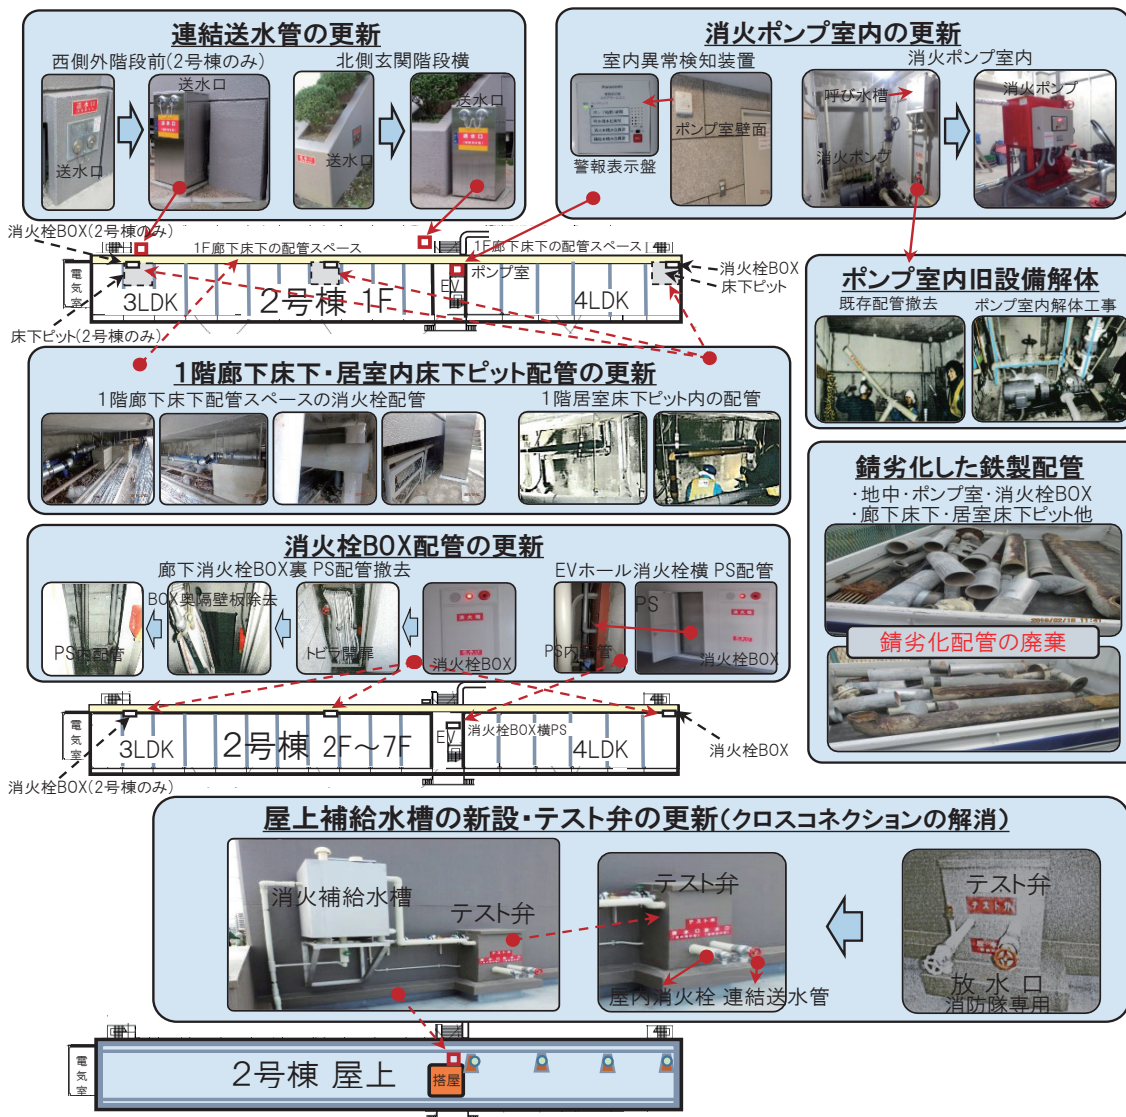 連結送水管の更新
西側外階段前(2号棟のみ)
北側玄関階段横
送水口
送水口
送水口
送水口
消火ポンプ室内の更新
室内異常検知装置
消火ポンプ室内
警報表示盤
ポンプ室壁面
呼び水槽
消火ポンプ
消火ポンプ
消火栓BOX(2号棟のみ)
1F廊下床下の配管スペース
1F廊下床下の配管スペース
電気室
3LDK
2号棟 1F
EV
ポンプ室
4LDK
消火栓BOX
床下ピット
床下ピット(2号棟のみ)
ポンプ室内旧設備解体
既存配管撤去
ポンプ室内解体工事
1階廊下床下・居室内床下ピット配管の更新
1階廊下床下配管スペースの消火栓配管
1階居室床下ピット内の配管
錆劣化した鉄製配管
・地中・ポンプ室・消火栓BOX
・廊下床下・居室床下ピット他
錆劣化配管の廃棄
消火栓BOX配管の更新
廊下消火栓BOX裏 PS配管撤去
EVホール消火栓横 PS配管
PS内配管
BOX奥隔壁板除去
トビラ開扉
消火栓BOX
PS内配管
PS
消火栓BOX
電気室
3LDK
2号棟 2F～7F
EV
消火栓BOX横PS
4LDK
消火栓BOX
消火栓BOX(2号棟のみ)
屋上補給水槽の新設・テスト弁の更新(クロスコネクションの解消)
消火補給水槽
テスト弁
テスト弁
屋内消火栓 連結送水管
テスト弁
テスト弁
放水口
消防隊専用
電気室
2号棟 屋上
搭屋